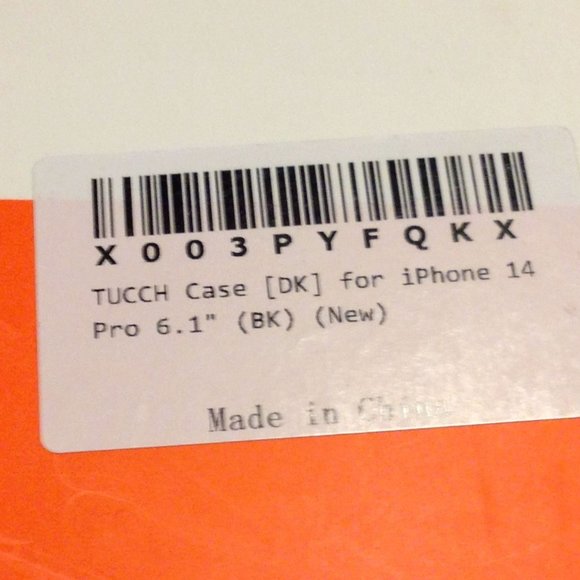 X003PYFQKX
TUCCH Case [DK] for iPhone 14
Pro 6.1" (BK) (New)
Made in China